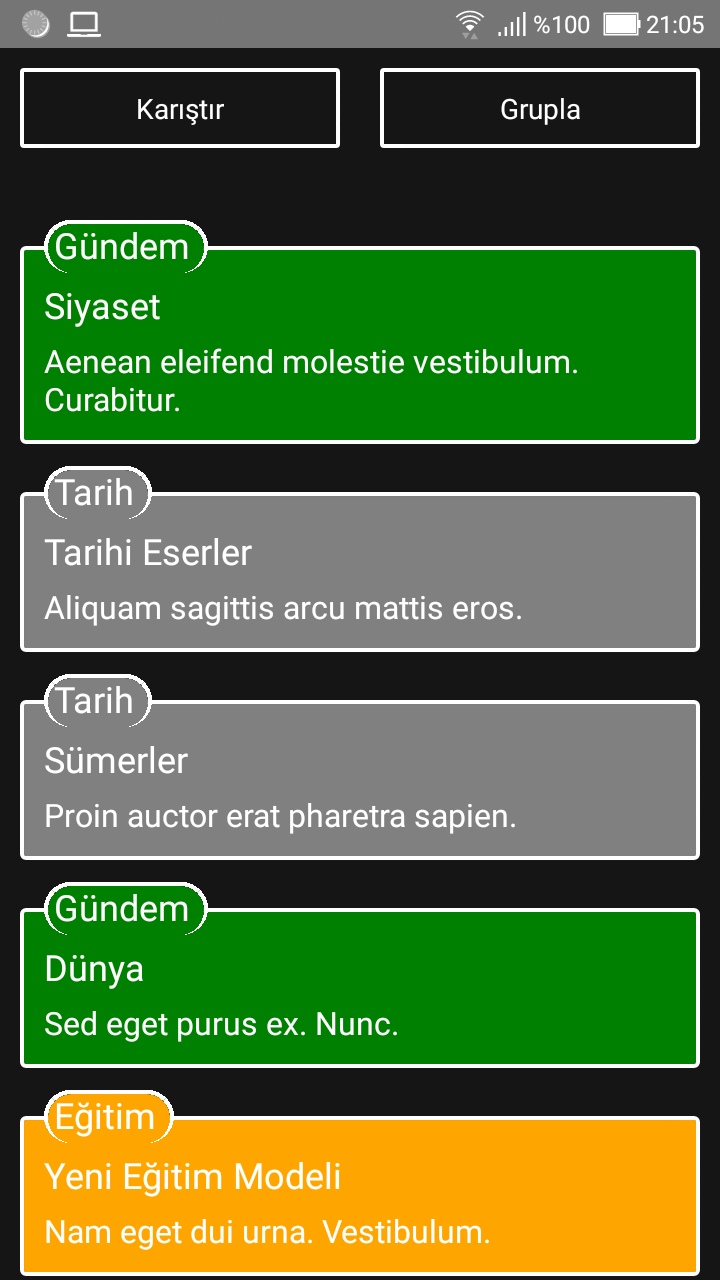 %100 21:05
Karıştır Grupla
Gündem
Siyaset
Aenean eleifend molestie vestibulum.
Curabitur.
Tarih
Tarihi Eserler
Aliquam sagittis arcu mattis eros.
Tarih
Sümerler
Proin auctor erat pharetra sapien.
Gündem
Dünya
Sed eget purus ex. Nunc.
Eğitim
Yeni Eğitim Modeli
Nam eget dui urna. Vestibulum.